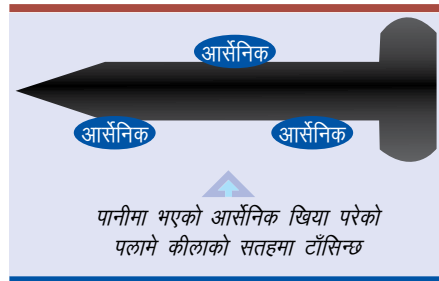 आर्सेनिक
आर्सेनिक
आर्सेनिक
पानीमा भएको आर्सेनिक खिया परेको
पलामे कीलाको सतहमा टाँसिन्छ